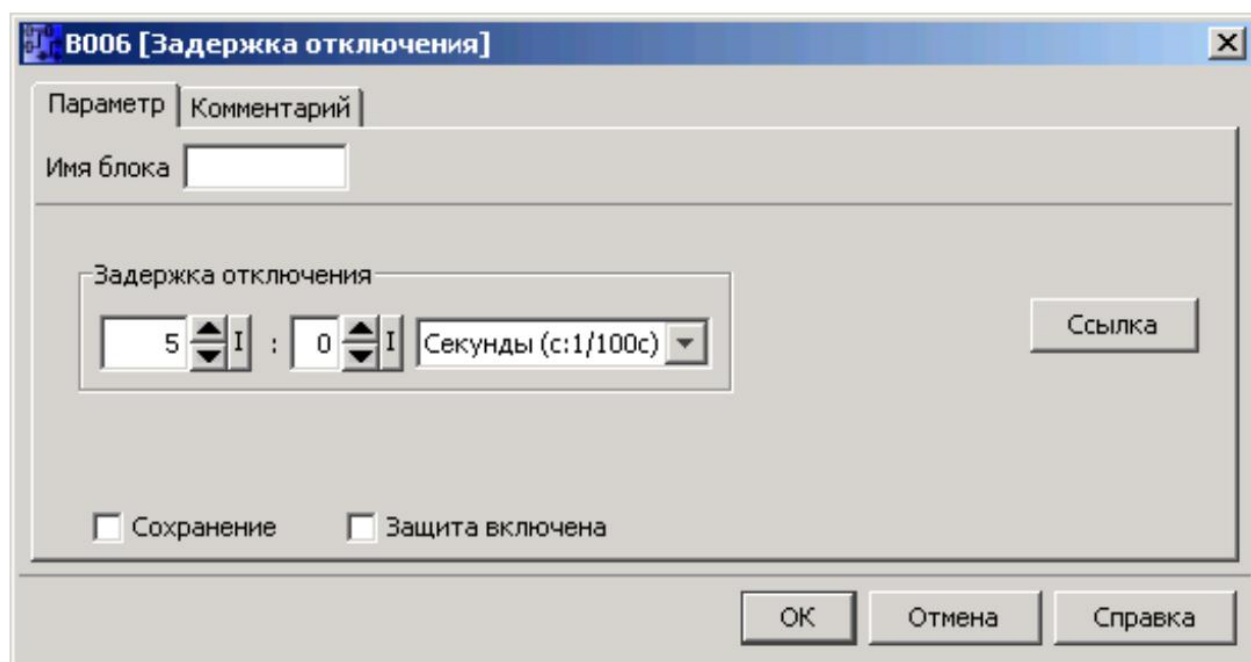 B006 [Задержка отключения]
Параметр Комментарий
Имя блока
Задержка отключения
5 : 0 Секунды (с:1/100с)
Ссылка
Сохранение Защита включена
ОК Отмена Справка